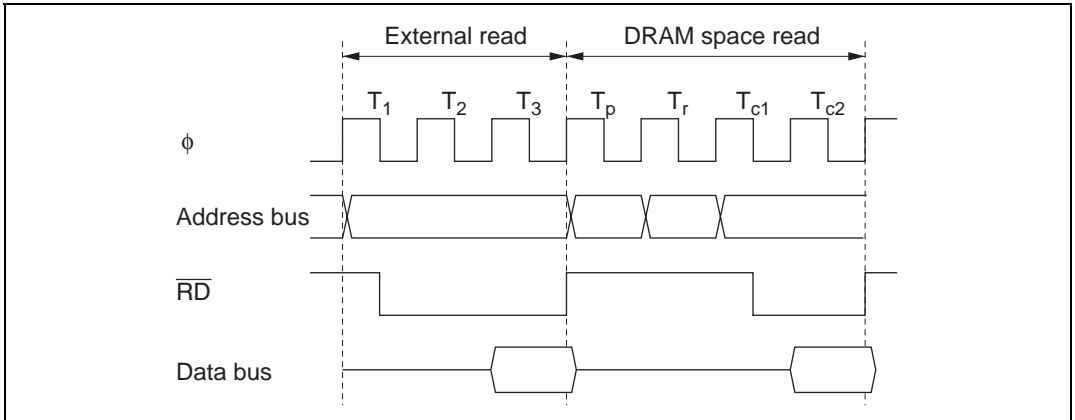 External read DRAM space read
T1 T2 T3 Tp Tr Tc1 Tc2
ϕ
Address bus
RD
Data bus